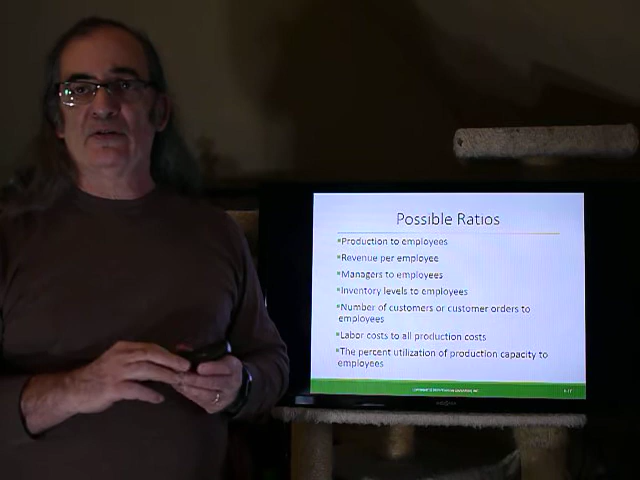 Possible Ratios
▪Production to employees
▪Revenue per employee
▪Managers to employees
▪Inventory levels to employees
▪Number of customers or customer orders to
employees
▪Labor costs to all production costs
▪The percent utilization of production capacity to
employees